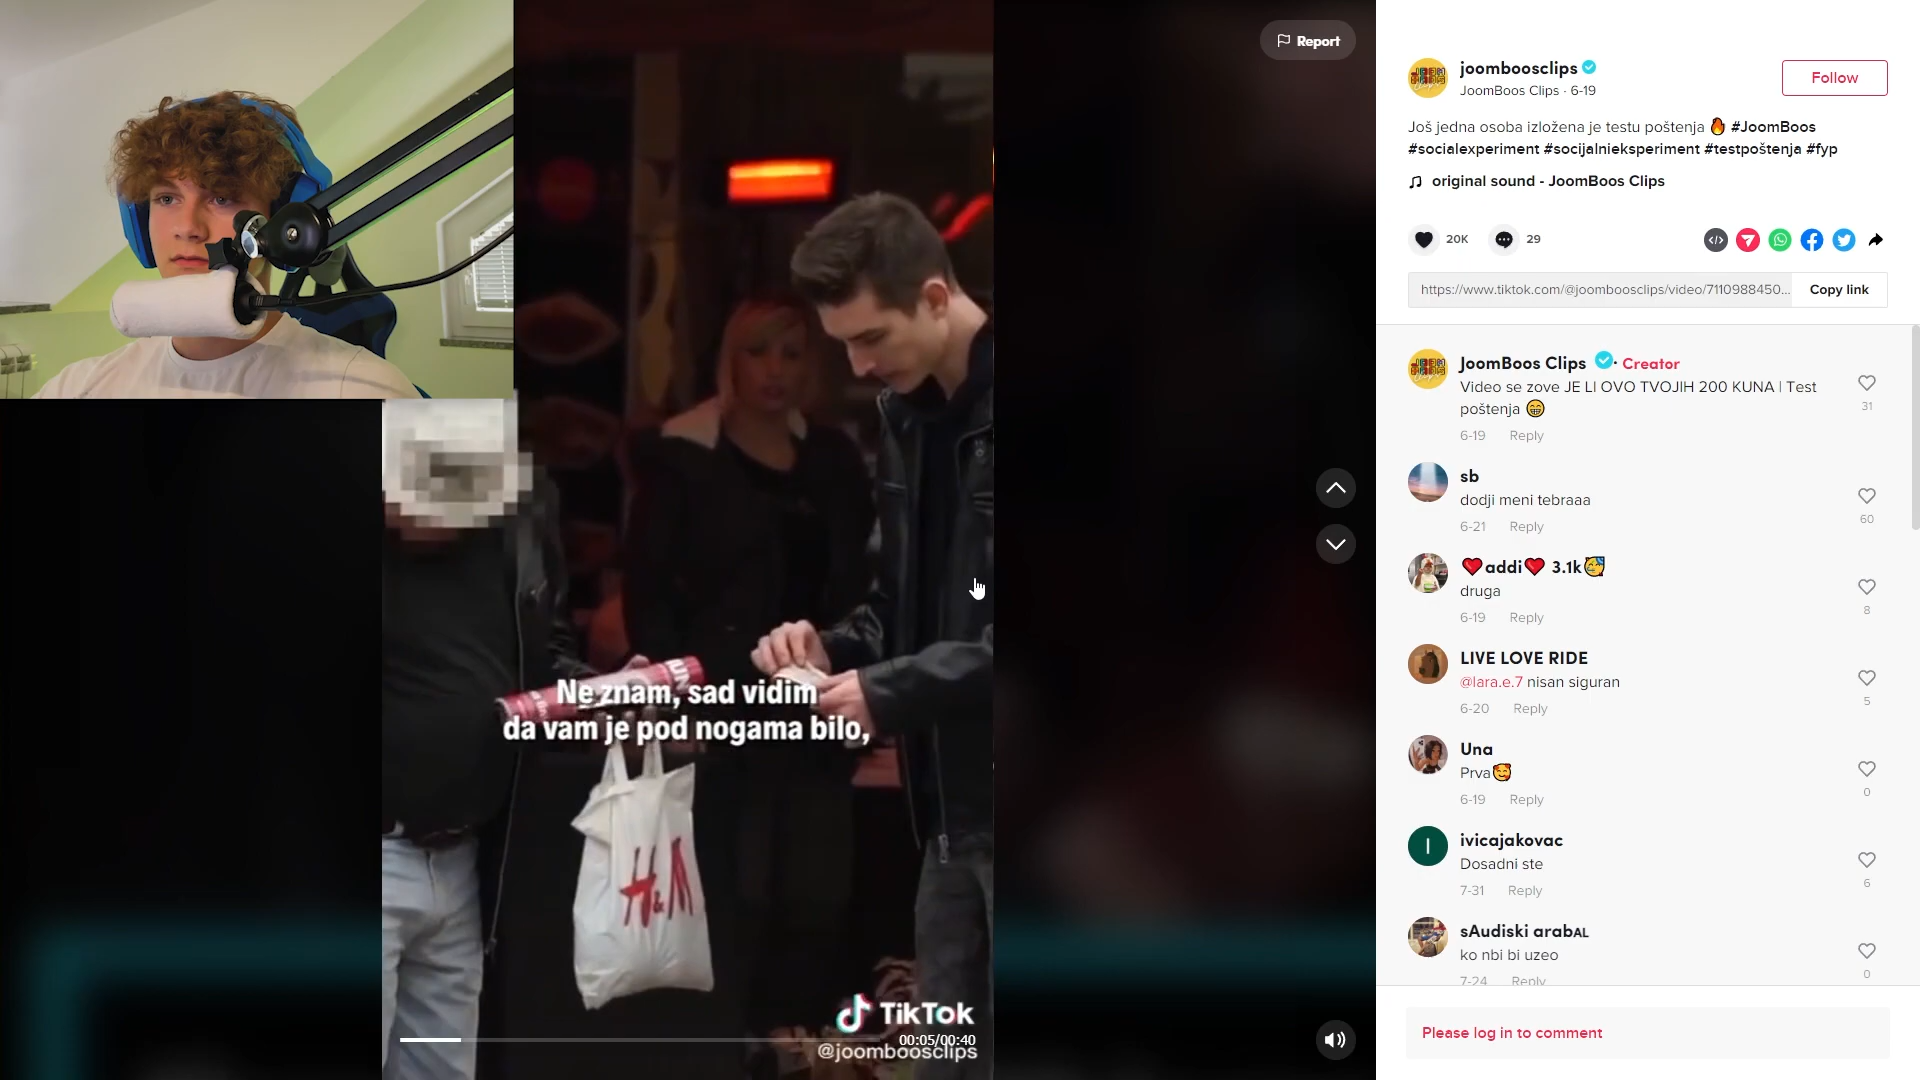 Report
Ne znam, sad vidim
da vam je pod nogama bilo,
H&M
TikTok
00:05/00:40
@joomboosclips
joomboosclips
JoomBoos Clips · 6-19
Follow
Još jedna osoba izložena je testu poštenja 🔥 #JoomBoos
#socialexperiment #socijalnieksperiment #testpoštenja #fyp
original sound - JoomBoos Clips
20K
29
https://www.tiktok.com/@joomboosclips/video/7110988450...
Copy link
JoomBoos Clips · Creator
Video se zove JE LI OVO TVOJIH 200 KUNA | Test
poštenja 😁
31
6-19 Reply
sb
dodji meni tebraaa
60
6-21 Reply
❤️addi❤️ 3.1k🥳
druga
8
6-19 Reply
LIVE LOVE RIDE
@lara.e.7 nisan siguran
5
6-20 Reply
Una
Prva🥰
0
6-19 Reply
I
ivicajakovac
Dosadni ste
6
7-31 Reply
sAudiski arabAL
ko nbi bi uzeo
0
7-24 Reply
Please log in to comment